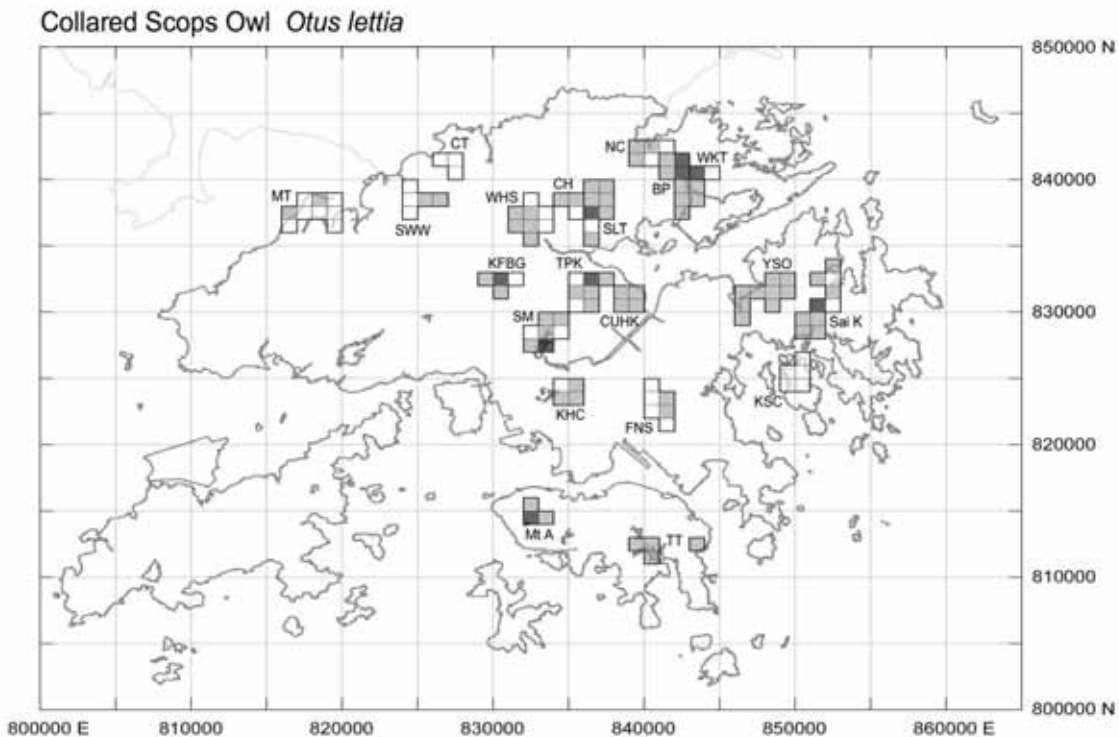 Collared Scops Owl Otus lettia
850000 N
CT
NC
WKT
840000
MT
WHS
CH
BP
SWW
SLT
KFBG
TPK
YSO
830000
SM
CUHK
Sai K
KHC
FNS
KSC
820000
Mt A
TT
810000
800000 N
800000 E 810000 820000 830000 840000 850000 860000